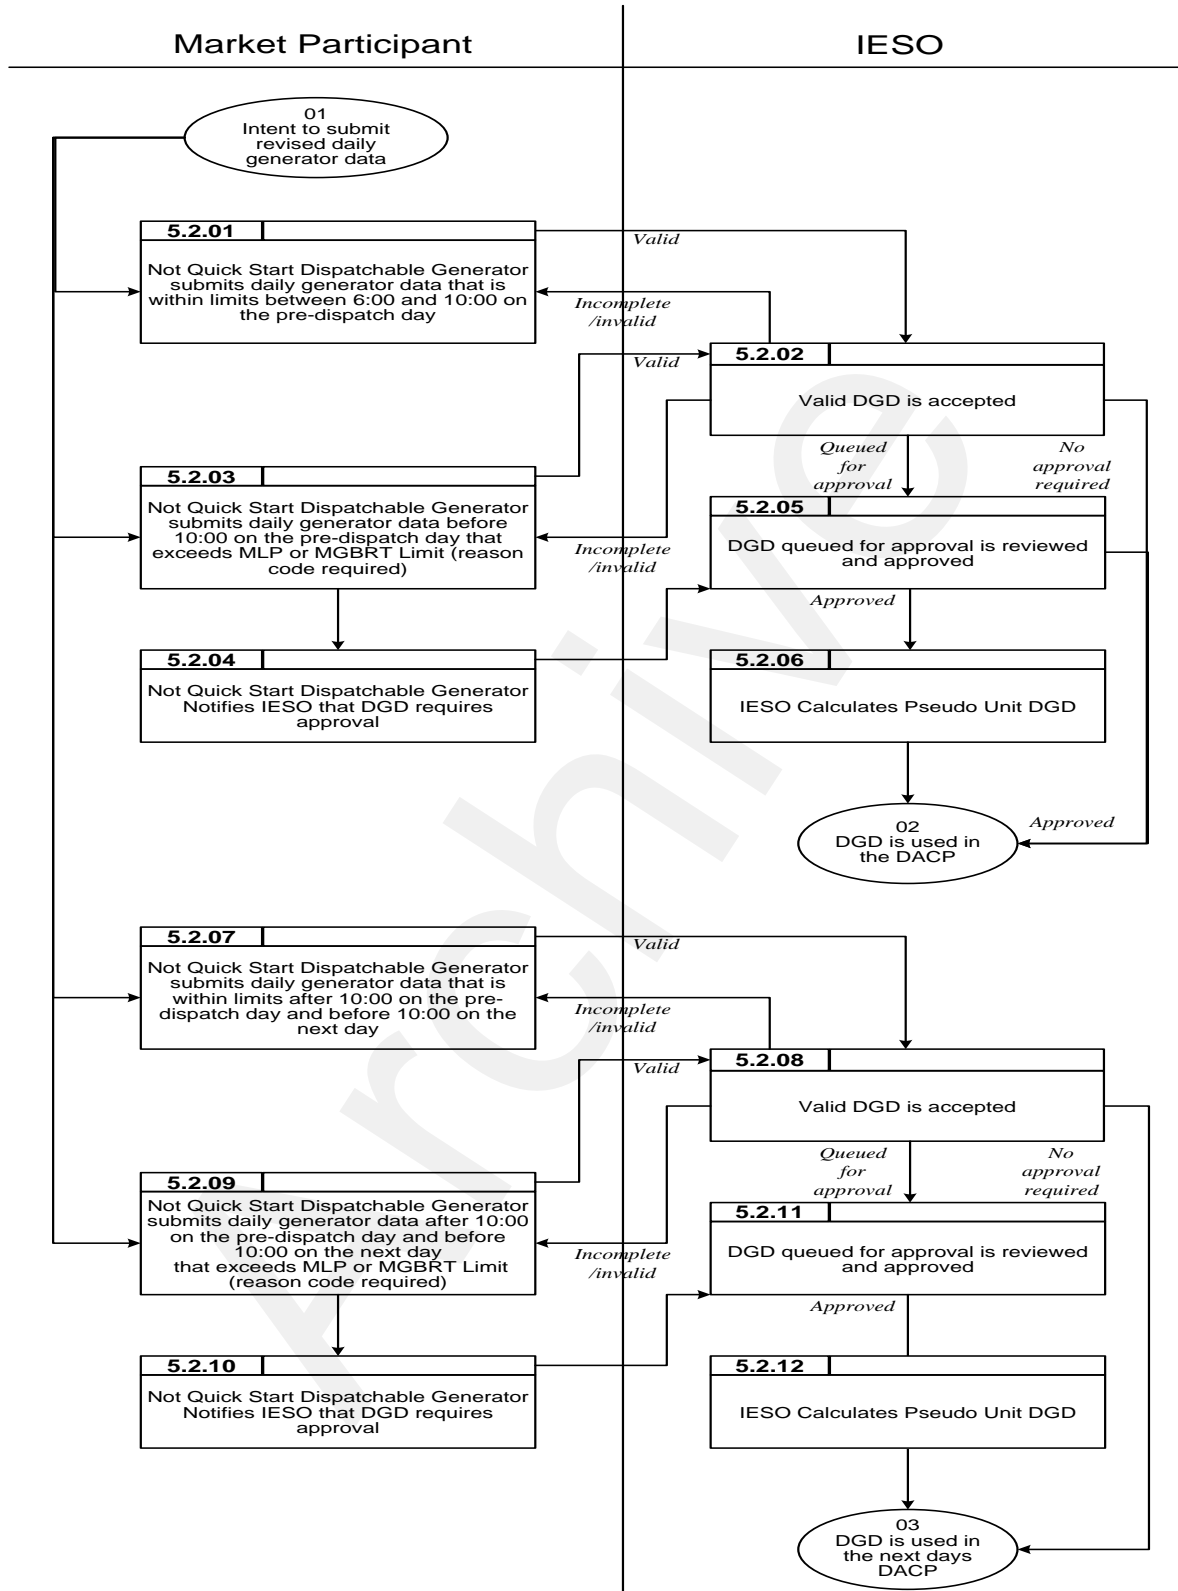 Market Participant
IESO
01
Intent to submit
revised daily
generator data
5.2.01
Not Quick Start Dispatchable Generator
submits daily generator data that is
within limits between 6:00 and 10:00 on
the pre-dispatch day
Valid
Incomplete
/invalid
5.2.02
Valid DGD is accepted
Valid
Queued
for
approval
No
approval
required
5.2.03
Not Quick Start Dispatchable Generator
submits daily generator data before
10:00 on the pre-dispatch day that
exceeds MLP or MGBRT Limit (reason
code required)
Incomplete
/invalid
5.2.05
DGD queued for approval is reviewed
and approved
Approved
5.2.04
Not Quick Start Dispatchable Generator
Notifies IESO that DGD requires
approval
5.2.06
IESO Calculates Pseudo Unit DGD
02
DGD is used in
the DACP
Approved
5.2.07
Not Quick Start Dispatchable Generator
submits daily generator data that is
within limits after 10:00 on the pre-
dispatch day and before 10:00 on the
next day
Valid
Incomplete
/invalid
5.2.08
Valid DGD is accepted
Valid
Queued
for
approval
No
approval
required
5.2.09
Not Quick Start Dispatchable Generator
submits daily generator data after 10:00
on the pre-dispatch day and before
10:00 on the next day
that exceeds MLP or MGBRT Limit
(reason code required)
Incomplete
/invalid
5.2.11
DGD queued for approval is reviewed
and approved
Approved
5.2.10
Not Quick Start Dispatchable Generator
Notifies IESO that DGD requires
approval
5.2.12
IESO Calculates Pseudo Unit DGD
03
DGD is used in
the next days
DACP
Archive